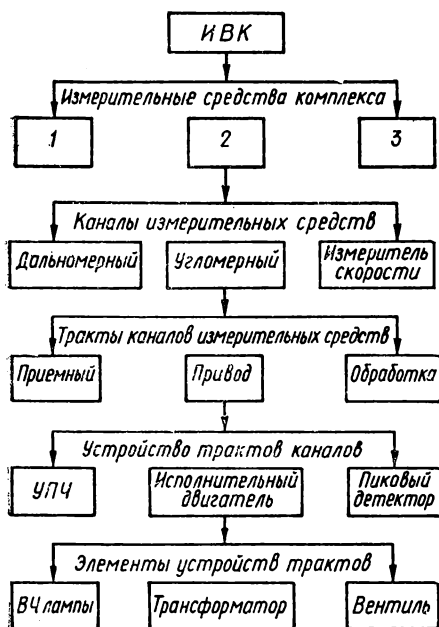 ИВК
Измерительные средства комплекса
1 2 3
Каналы измерительных средств
Дальномерный Угломерный Измеритель
скорости
Тракты каналов измерительных средств
Приемный Привод Обработка
Устройство трактов каналов
УПЧ Исполнительный
двигатель Пиковый
детектор
Элементы устройств трактов
ВЧ лампы Трансформатор Вентиль